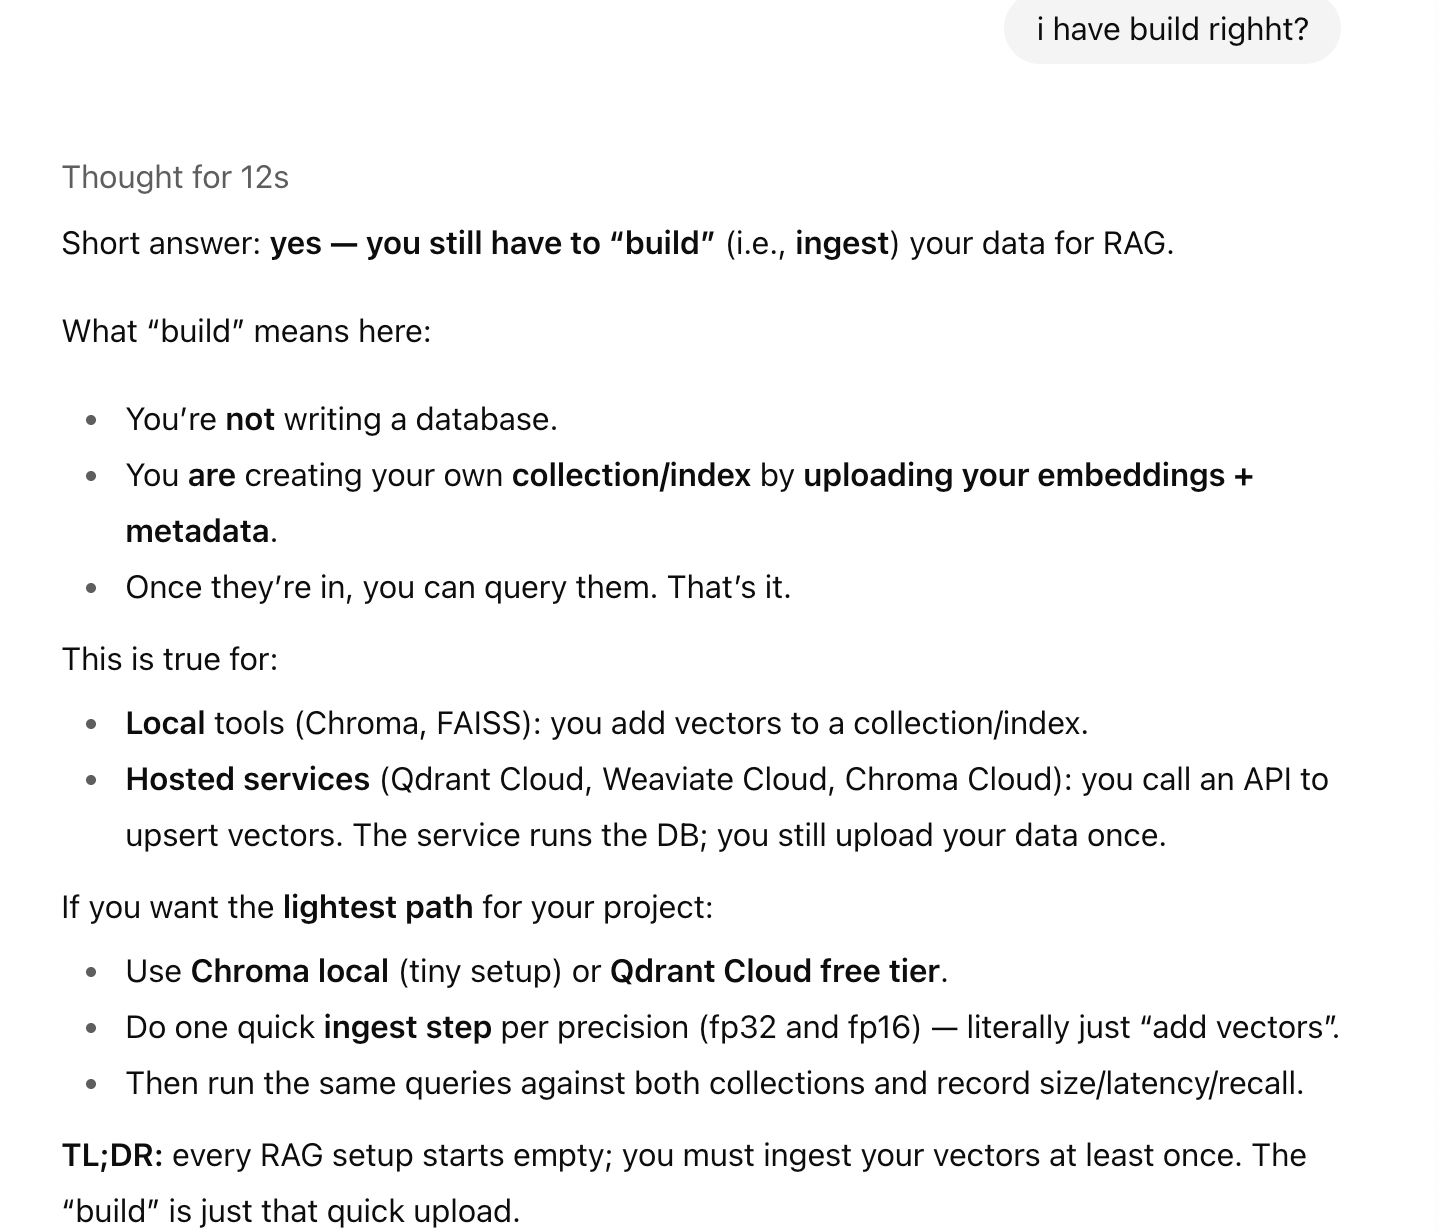 i have build righht?
Thought for 12s
Short answer: yes — you still have to “build” (i.e., ingest) your data for RAG.
What “build” means here:
• You’re not writing a database.
• You are creating your own collection/index by uploading your embeddings +
metadata.
• Once they’re in, you can query them. That’s it.
This is true for:
• Local tools (Chroma, FAISS): you add vectors to a collection/index.
• Hosted services (Qdrant Cloud, Weaviate Cloud, Chroma Cloud): you call an API to
upsert vectors. The service runs the DB; you still upload your data once.
If you want the lightest path for your project:
• Use Chroma local (tiny setup) or Qdrant Cloud free tier.
• Do one quick ingest step per precision (fp32 and fp16) — literally just “add vectors”.
• Then run the same queries against both collections and record size/latency/recall.
TL;DR: every RAG setup starts empty; you must ingest your vectors at least once. The
“build” is just that quick upload.